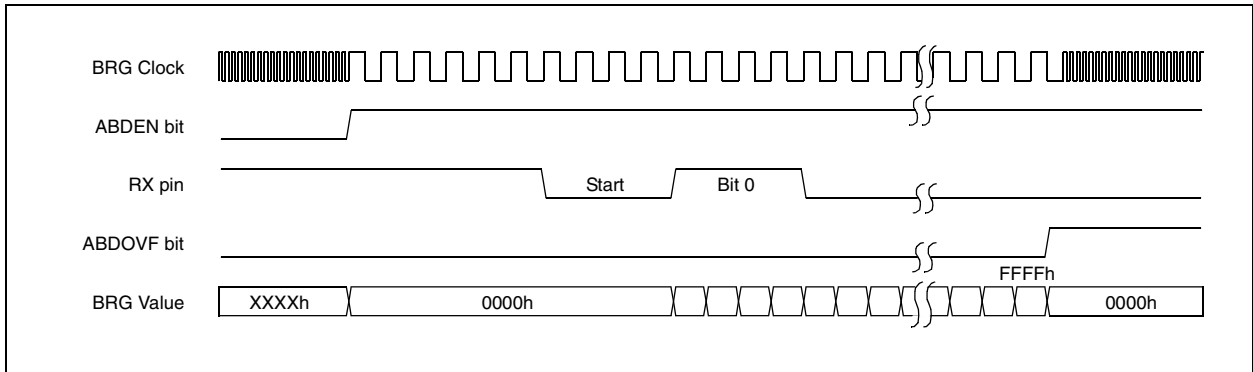 BRG Clock
ABDEN bit
RX pin
Start
Bit 0
ABDOVF bit
FFFFh
BRG Value
XXXXh
0000h
0000h